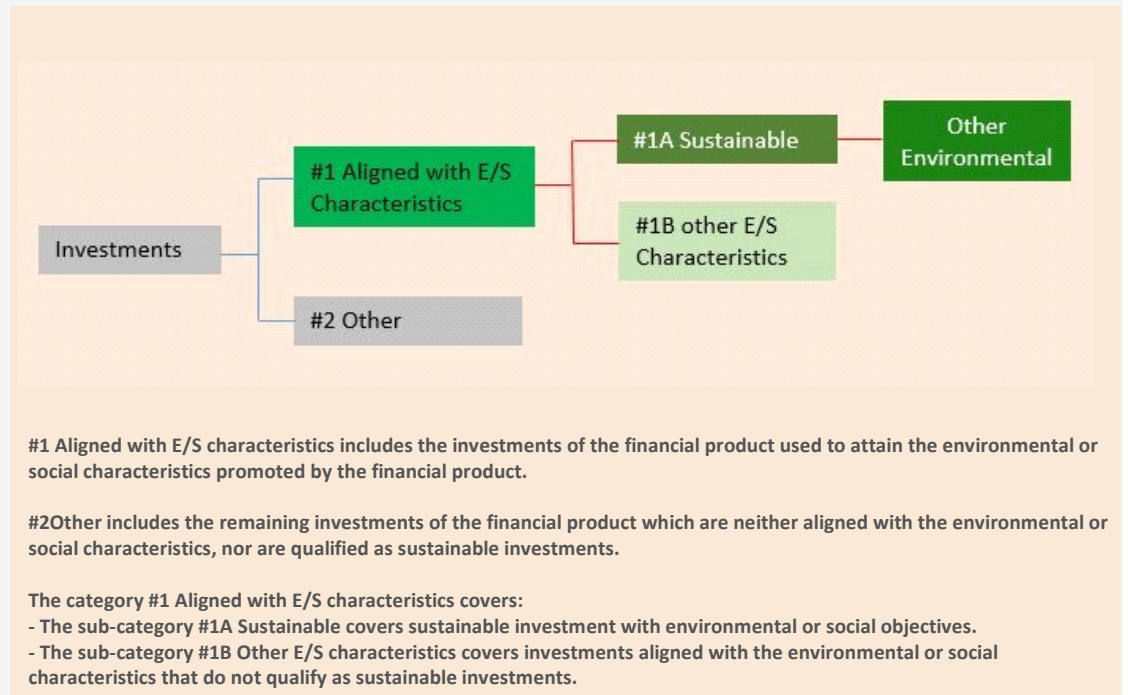 Other
Environmental
#1A Sustainable
#1 Aligned with E/S
Characteristics
#1B other E/S
Characteristics
Investments
#2 Other
#1 Aligned with E/S characteristics includes the investments of the financial product used to attain the environmental or
social characteristics promoted by the financial product.
#2Other includes the remaining investments of the financial product which are neither aligned with the environmental or
social characteristics, nor are qualified as sustainable investments.
The category #1 Aligned with E/S characteristics covers:
- The sub-category #1A Sustainable covers sustainable investment with environmental or social objectives.
- The sub-category #1B Other E/S characteristics covers investments aligned with the environmental or social
characteristics that do not qualify as sustainable investments.